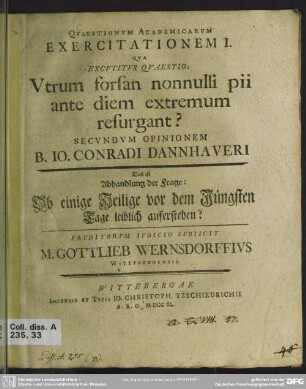 QVAESTIONVM ACADEMICARVM
EXERCITATIONEM I.
QVA
EXCVTITVR QVAESTIO:
Vtrum forsan nonnulli pii
ante diem extremum
resurgant?
SECVNDVM OPINIONEM
B. IO. CONRADI DANNHAVERI
Das ist
Abhandlung der Frage:
Ob einige Heilige vor dem Jüngsten
Tage leiblich auferstehen?
ERVDITORVM IVDICIO SVBIICIT
M. GOTTLIEB WERNSDORFFIVS
WITTEBERGENSIS.
WITTEBERGAE
IMPENSIS ET TYPIS IO. CHRISTOPH. TZSCHIEDRICHII
A. R. G. MDCCXL.
Coll. diss. A
235, 33